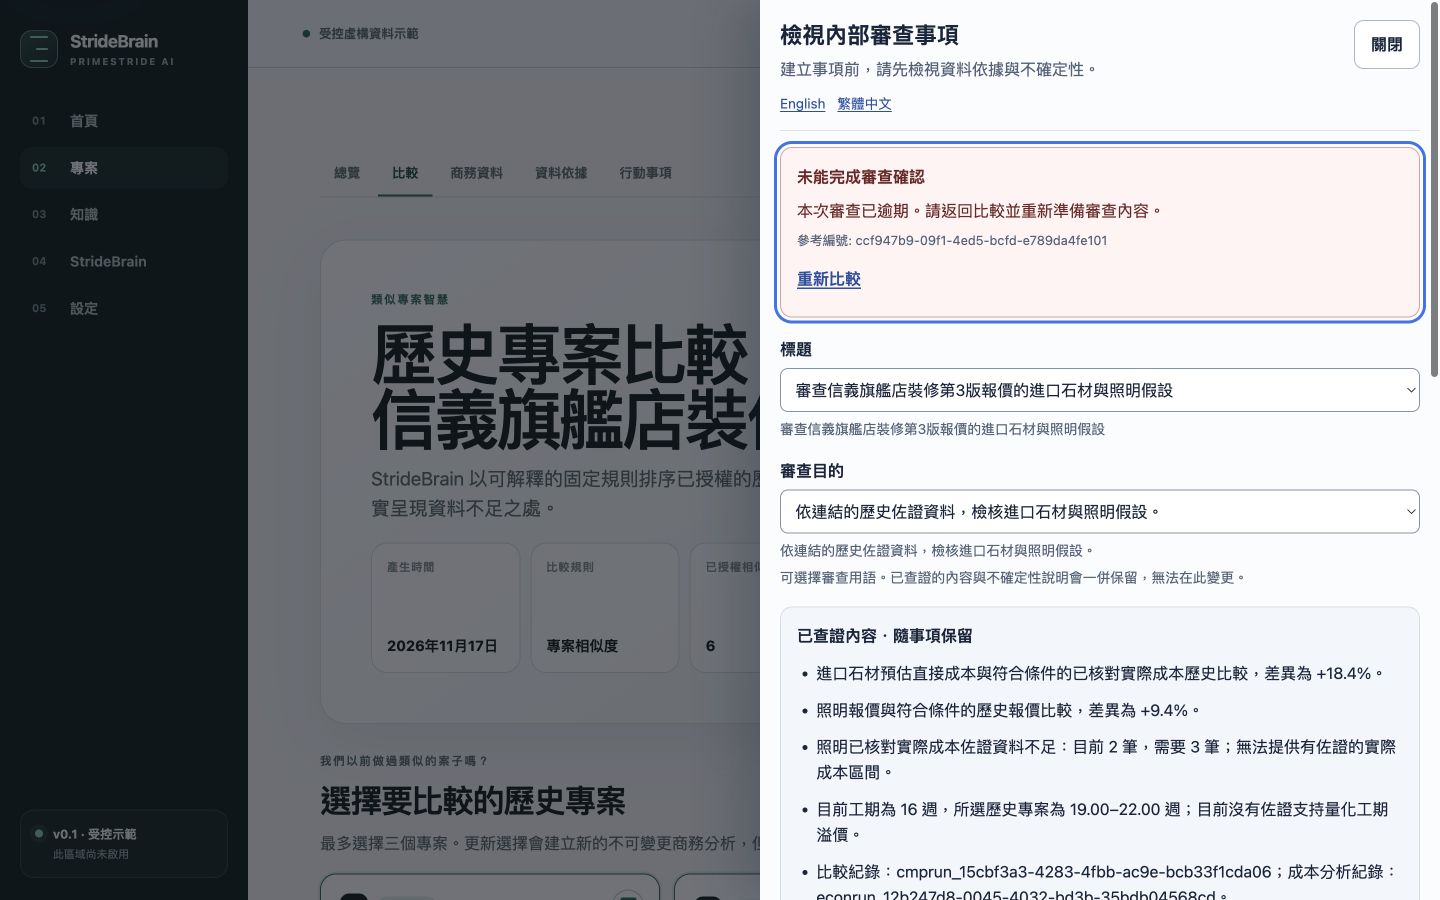 StrideBrain
PRIMESTRIDE AI
01 首頁
02 專案
03 知識
04 StrideBrain
05 設定
v0.1 · 受控示範
此區域尚未啟用
受控虛構資料示範
總覽 比較 商務資料 資料依據 行動事項
類似專案智慧
歷史專案比較
信義旗艦店裝
StrideBrain 以可解釋的固定規則排序已授權的
實呈現資料不足之處。
產生時間
2026年11月17日
比較規則
專案相似度
已授權相
6
我們以前做過類似的案子嗎？
選擇要比較的歷史專案
最多選擇三個專案。更新選擇會建立新的不可變更商務分析，
檢視內部審查事項
關閉
建立事項前，請先檢視資料依據與不確定性。
English 繁體中文
未能完成審查確認
本次審查已逾期。請返回比較並重新準備審查內容。
參考編號: ccf947b9-09f1-4ed5-bcfd-e789da4fe101
重新比較
標題
審查信義旗艦店裝修第3版報價的進口石材與照明假設
審查信義旗艦店裝修第3版報價的進口石材與照明假設
審查目的
依連結的歷史佐證資料，檢核進口石材與照明假設。
依連結的歷史佐證資料，檢核進口石材與照明假設。
可選擇審查用語。已查證的內容與不確定性說明會一併保留，無法在此變更。
已查證內容 · 隨事項保留
• 進口石材預估直接成本與符合條件的已核對實際成本歷史比較，差異為 +18.4%。
• 照明報價與符合條件的歷史報價比較，差異為 +9.4%。
• 照明已核對實際成本佐證資料不足：目前 2 筆，需要 3 筆；無法提供有佐證的實際
成本區間。
• 目前工期為 16 週，所選歷史專案為 19.00–22.00 週；目前沒有佐證支持量化工期
溢價。
• 比較紀錄：cmprun_15cbf3a3-4283-4fbb-ac9e-bcb33f1cda06；成本分析紀錄：
econrun_12b247d8-0045-4032-bd3b-35bdb04568cd。